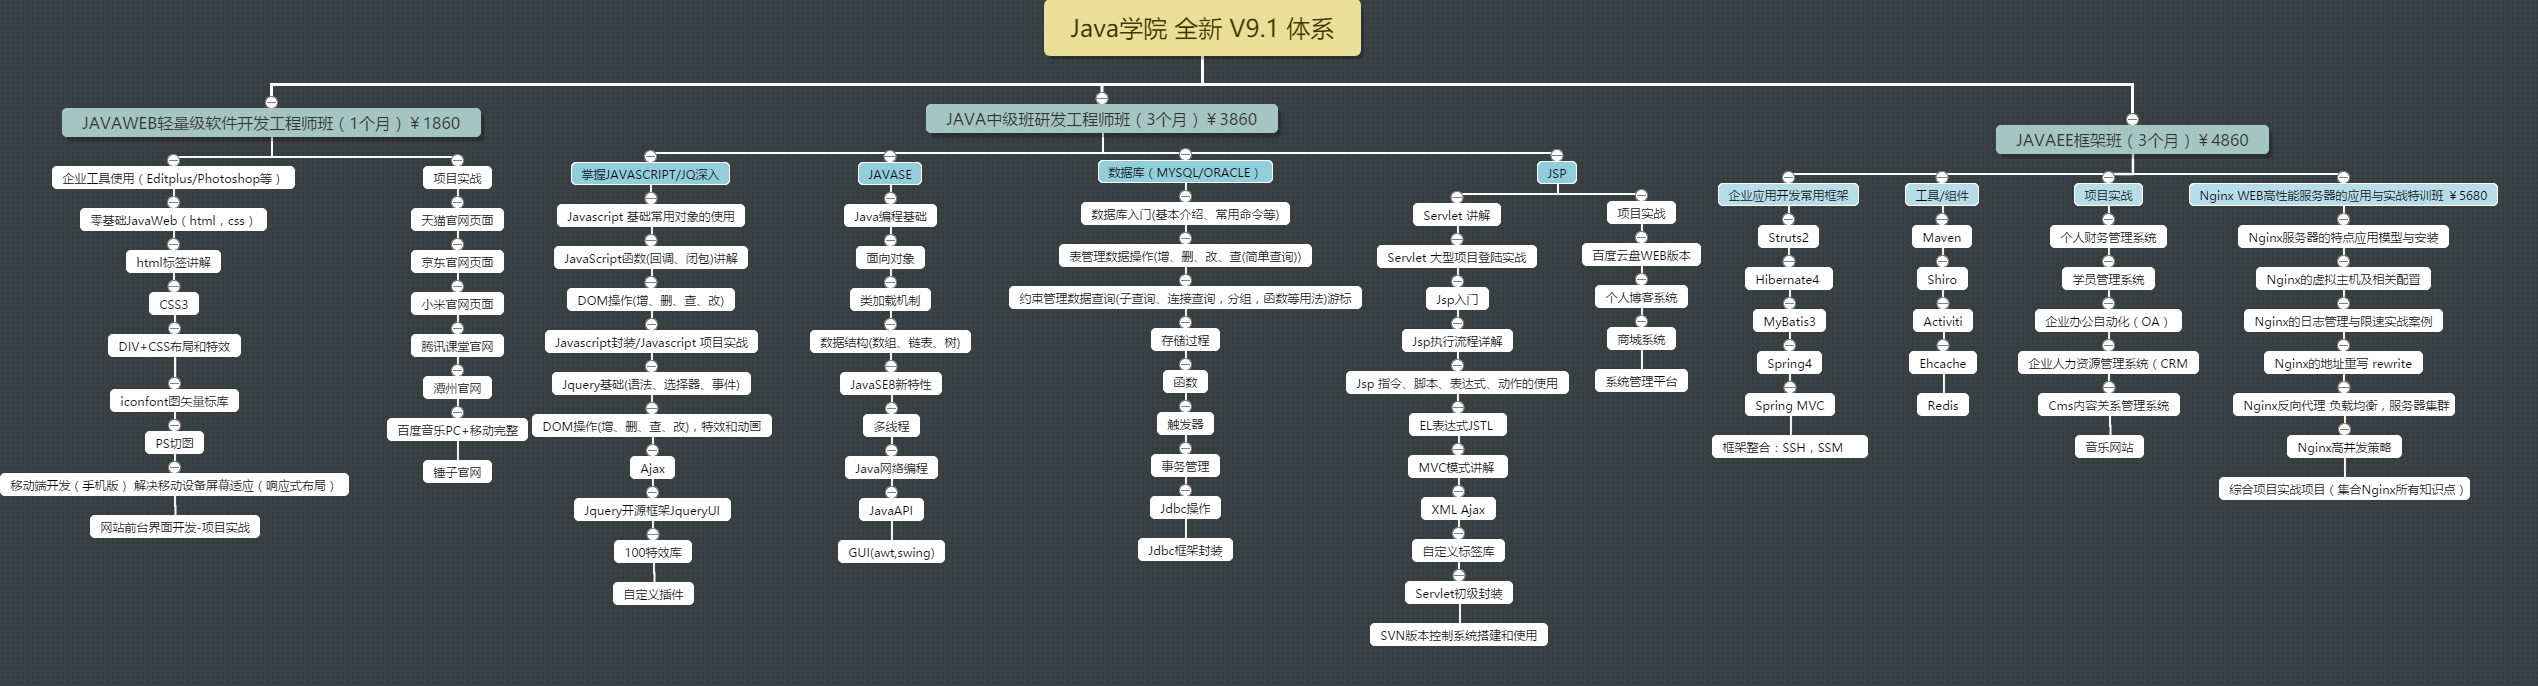 Java学院 全新 V9.1 体系
JAVAWEB轻量级软件开发工程师班（1个月）￥1860
企业工具使用（Editplus/Photoshop等）
零基础JavaWeb（html，css）
html标签讲解
CSS3
DIV+CSS布局和特效
iconfont图矢量标库
PS切图
移动端开发（手机版） 解决移动设备屏幕适应（响应式布局）
网站前台界面开发-项目实战
项目实战
天猫官网页面
京东官网页面
小米官网页面
腾讯课堂官网
潭州官网
百度音乐PC+移动完整
锤子官网
JAVA中级班研发工程师班（3个月）￥3860
掌握JAVASCRIPT/JQ深入
Javascript 基础常用对象的使用
JavaScript函数(回调、闭包)讲解
DOM操作(增、删、查、改)
Javascript封装/Javascript 项目实战
Jquery基础(语法、选择器、事件)
DOM操作(增、删、查、改)，特效和动画
Ajax
Jquery开源框架JqueryUI
100特效库
自定义插件
JAVASE
Java编程基础
面向对象
类加载机制
数据结构(数组、链表、树)
JavaSE8新特性
多线程
Java网络编程
JavaAPI
GUI(awt,swing)
数据库（MYSQL/ORACLE）
数据库入门(基本介绍、常用命令等)
表管理数据操作(增、删、改、查(简单查询))
约束管理数据查询(子查询、连接查询，分组，函数等用法)游标
存储过程
函数
触发器
事务管理
Jdbc操作
Jdbc框架封装
JSP
Servlet 讲解
Servlet 大型项目登陆实战
Jsp入门
Jsp执行流程详解
Jsp 指令、脚本、表达式、动作的使用
EL表达式JSTL
MVC模式讲解
XML Ajax
自定义标签库
Servlet初级封装
SVN版本控制系统搭建和使用
项目实战
百度云盘WEB版本
个人博客系统
商城系统
系统管理平台
JAVAEE框架班（3个月）￥4860
企业应用开发常用框架
Struts2
Hibernate4
MyBatis3
Spring4
Spring MVC
框架整合：SSH，SSM
工具/组件
Maven
Shiro
Activiti
Ehcache
Redis
项目实战
个人财务管理系统
学员管理系统
企业办公自动化（OA）
企业人力资源管理系统（CRM
Cms内容关系管理系统
音乐网站
Nginx WEB高性能服务器的应用与实战特训班 ￥5680
Nginx服务器的特点应用模型与安装
Nginx的虚拟主机及相关配置
Nginx的日志管理与限速实战案例
Nginx的地址重写 rewrite
Nginx反向代理 负载均衡，服务器集群
Nginx高并发策略
综合项目实战项目（集合Nginx所有知识点）